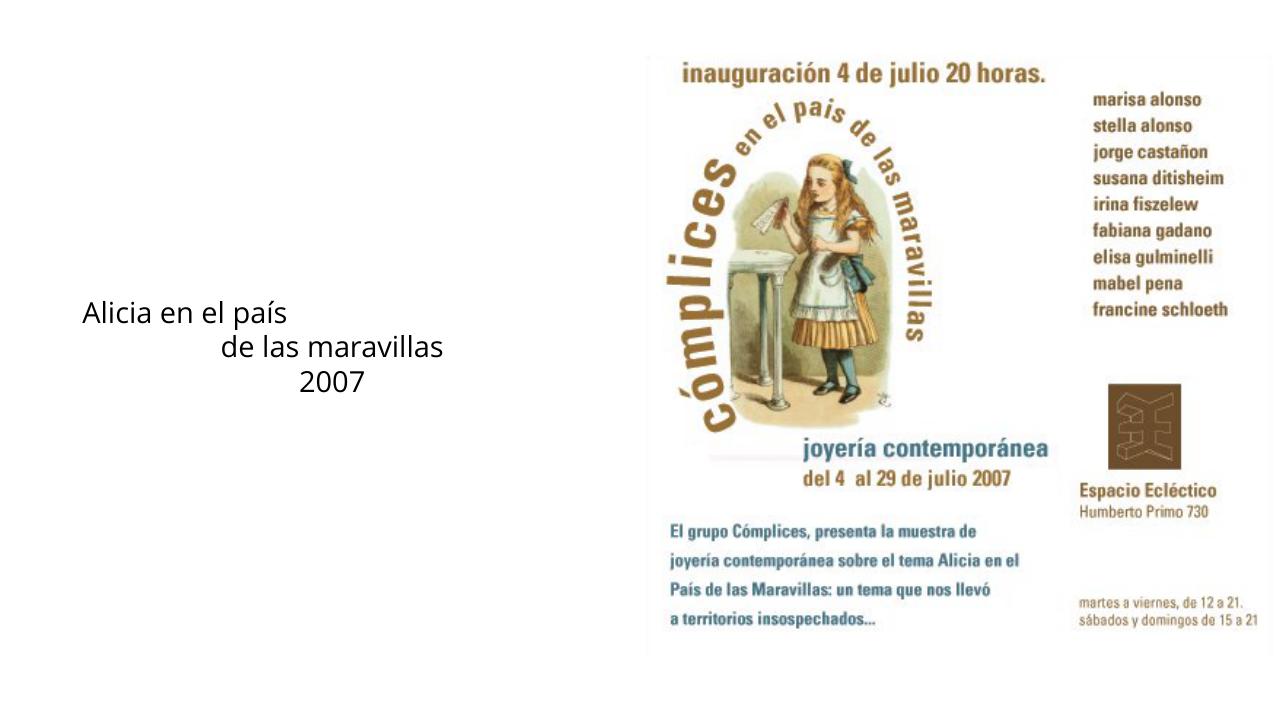 Alicia en el país
de las maravillas
2007
inauguración 4 de julio 20 horas.
cómplices en el pais de las maravillas
joyería contemporánea
del 4 al 29 de julio 2007
El grupo Cómplices, presenta la muestra de
joyería contemporánea sobre el tema Alicia en el
País de las Maravillas: un tema que nos llevó
a territorios insospechados...
marisa alonso
stella alonso
jorge castañon
susana ditisheim
irina fiszelew
fabiana gadano
elisa gulminelli
mabel pena
francine schloeth
Espacio Ecléctico
Humberto Primo 730
martes a viernes, de 12 a 21.
sábados y domingos de 15 a 21